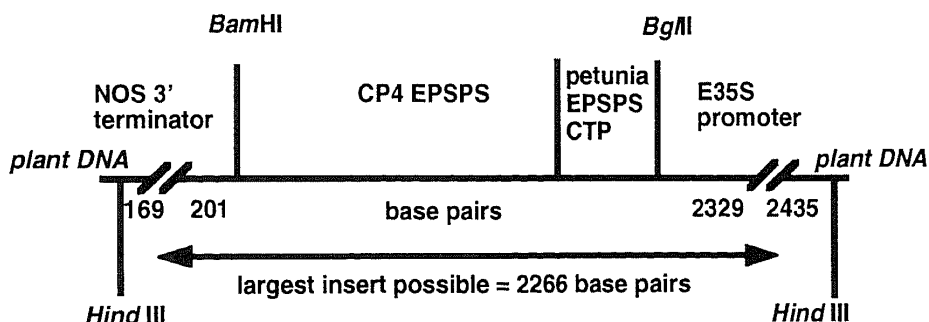 BamHI
BglII
NOS 3'
terminator
CP4 EPSPS
petunia
EPSPS
CTP
E35S
promoter
plant DNA
plant DNA
169
201
base pairs
2329
2435
largest insert possible = 2266 base pairs
Hind III
Hind III